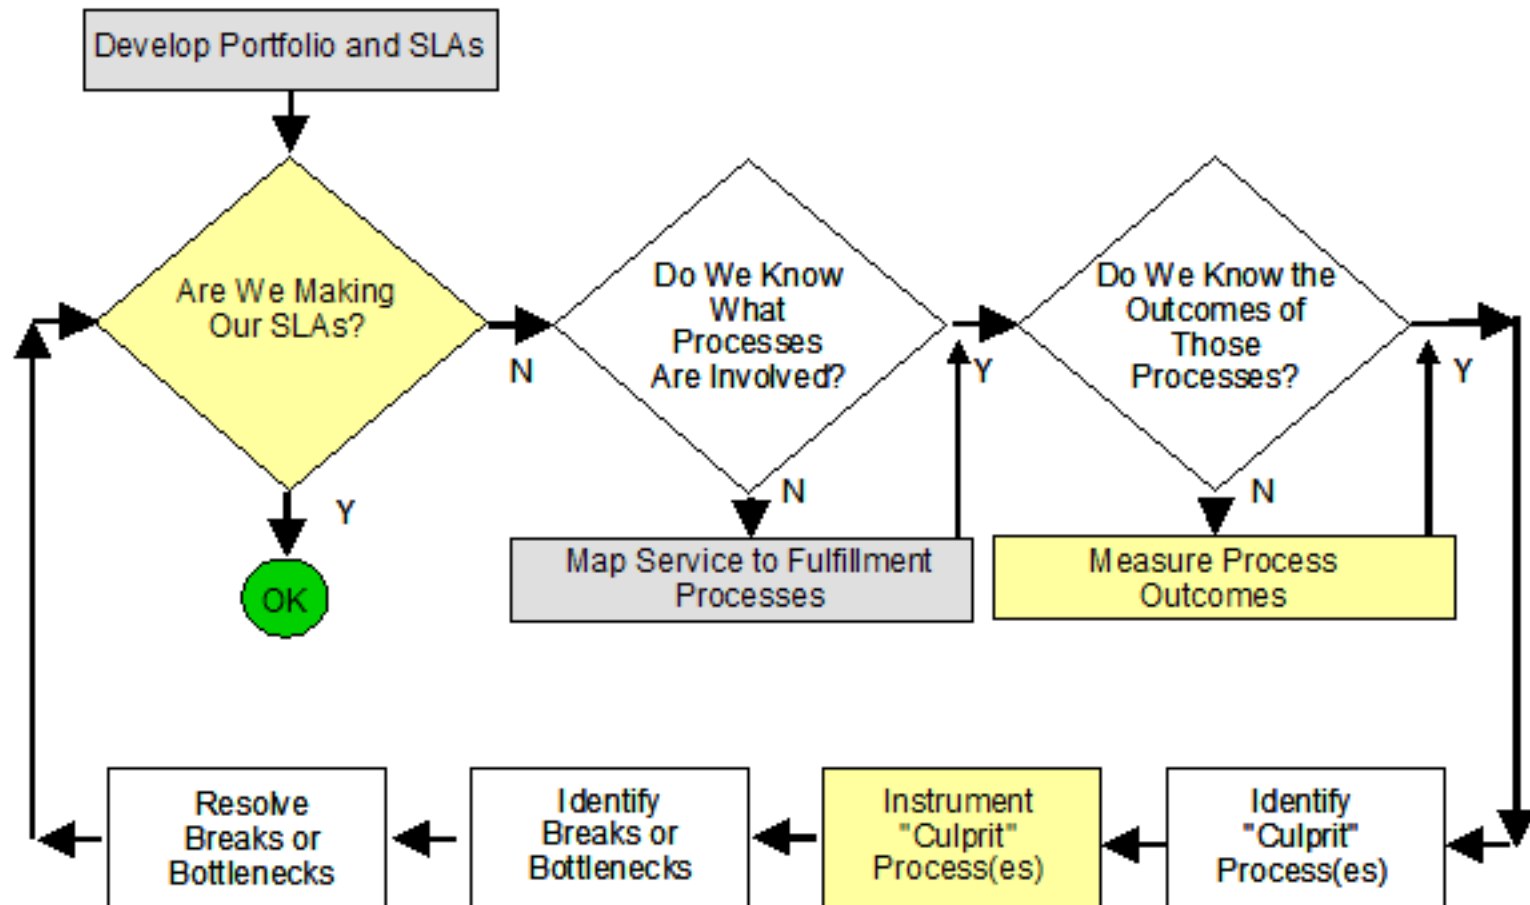 Develop Portfolio and SLAs
Are We Making
Our SLAs?
N
Y
OK
Do We Know
What
Processes
Are Involved?
Y
N
Map Service to Fulfillment
Processes
Do We Know the
Outcomes of
Those
Processes?
Y
N
Measure Process
Outcomes
Identify
"Culprit"
Process(es)
Instrument
"Culprit"
Process(es)
Identify
Breaks or
Bottlenecks
Resolve
Breaks or
Bottlenecks